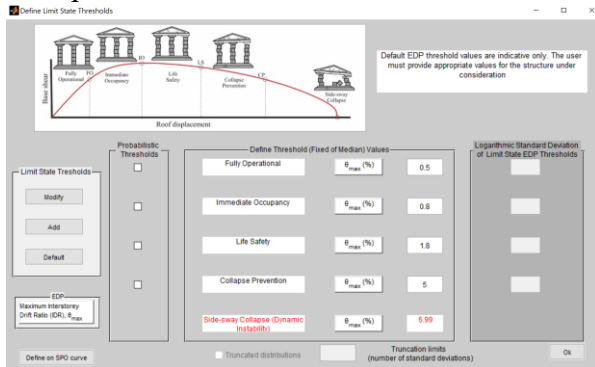 Define Limit State Thresholds
Default EDP threshold values are indicative only. The user
must provide appropriate values for the structure under
consideration
Base shear
Fully
Operational
FO
Immediate
Occupancy
IO
Life
Safety
LS
Collapse
Prevention
CP
Side-sway
Collapse
Roof displacement
Limit State Tresholds
Modify
Add
Default
EDP
Maximum Interstorey
Drift Ratio (IDR), θmax
Define on SPO curve
Probabilistic
Thresholds
Define Threshold (Fixed of Median) Values
Fully Operational
θmax (%)
0.5
Immediate Occupancy
θmax (%)
0.8
Life Safety
θmax (%)
1.8
Collapse Prevention
θmax (%)
5
Side-sway Collapse (Dynamic
Instability)
θmax (%)
6.99
Logarithmic Standard Deviation
of Limit State EDP Thresholds
Truncated distributions
Truncation limits
(number of standard deviations)
Ok